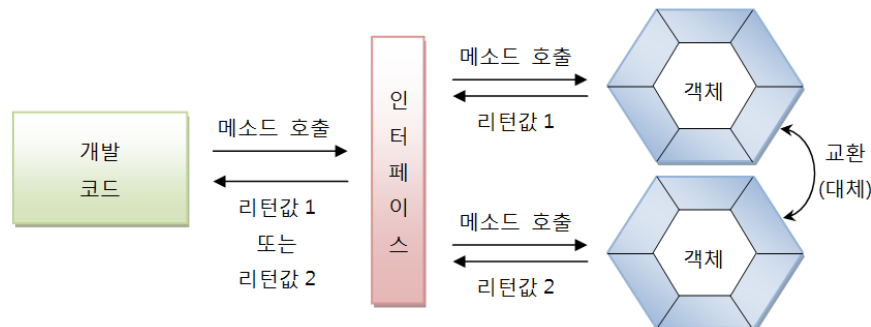 개발
코드
메소드 호출
리턴값 1
또는
리턴값 2
인
터
페
이
스
메소드 호출
리턴값 1
객체
메소드 호출
리턴값 2
객체
교환
(대체)